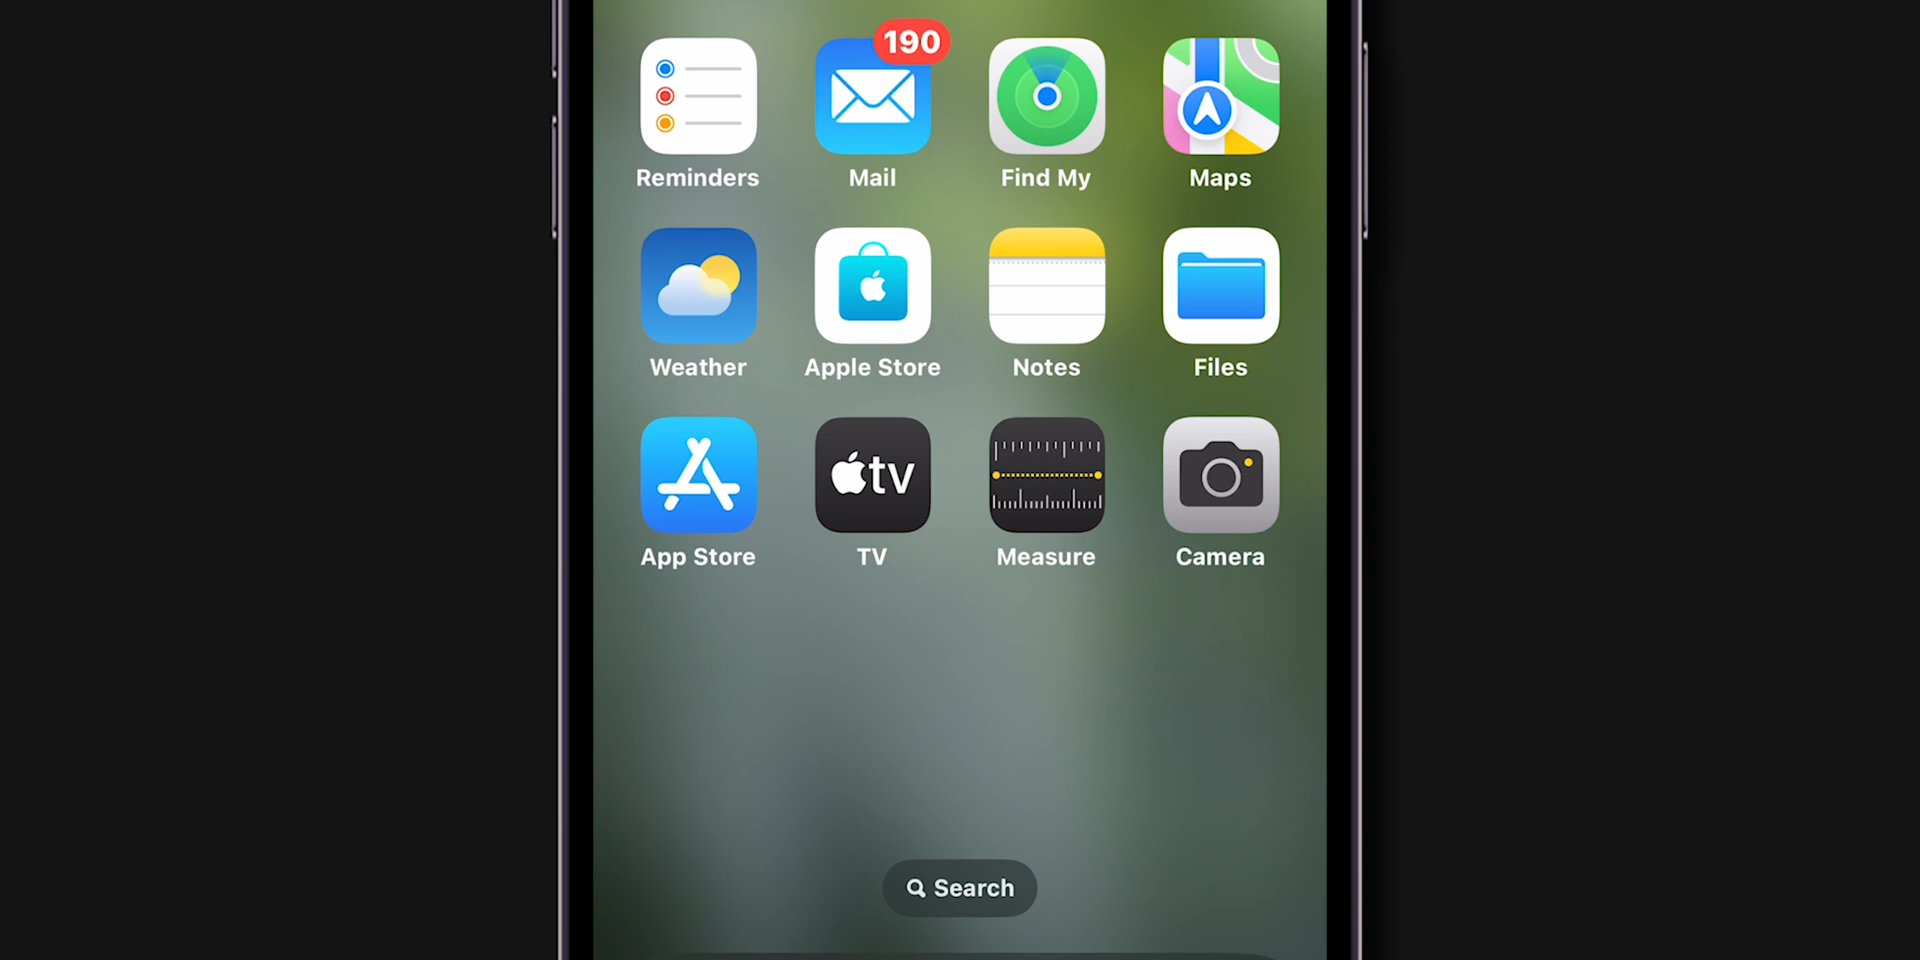 190
Reminders Mail Find My Maps
Weather Apple Store Notes Files
tv
App Store TV Measure Camera
Search